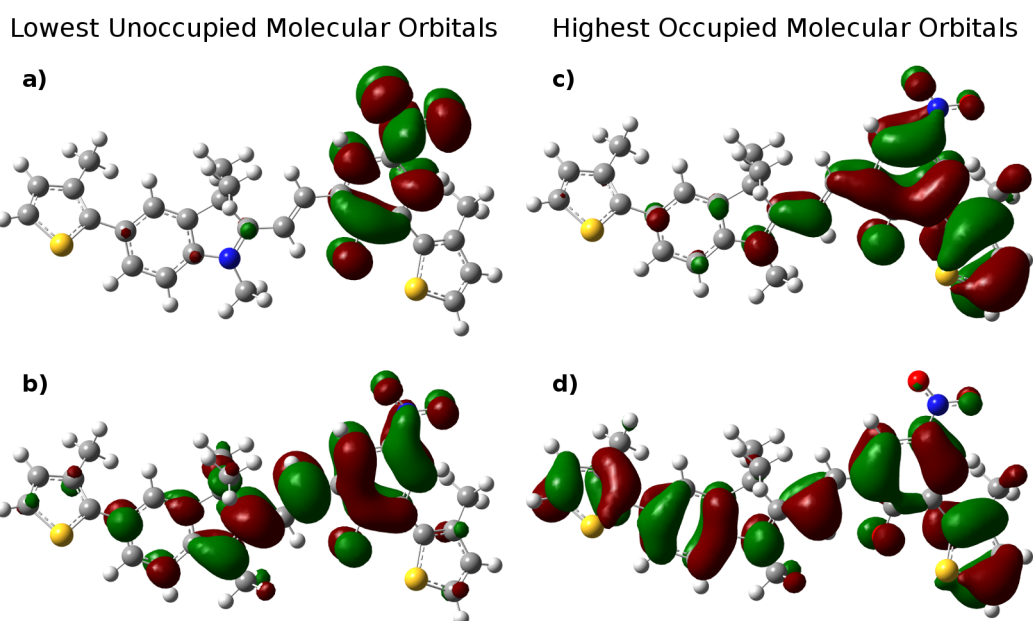 Lowest Unoccupied Molecular Orbitals
Highest Occupied Molecular Orbitals
a)
c)
b)
d)